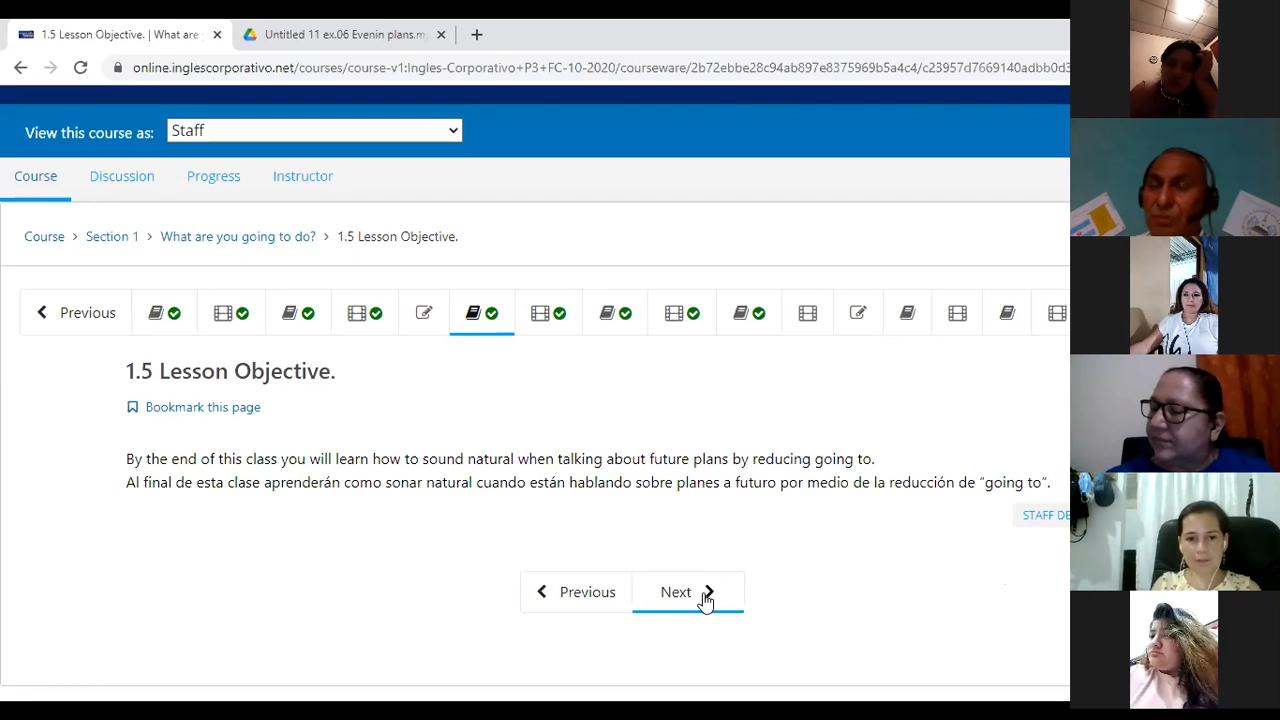 1.5 Lesson Objective. | What are
Untitled 11 ex.06 Evenin plans.m
online.inglescorporativo.net/courses/course-v1:Ingles-Corporativo+P3+FC-10-2020/courseware/2b72ebbe28c94ab897e8375969b5a4c4/c23957d7669140adbb0d3
View this course as: Staff
Course Discussion Progress Instructor
Course > Section 1 > What are you going to do? > 1.5 Lesson Objective.
Previous
1.5 Lesson Objective.
Bookmark this page
By the end of this class you will learn how to sound natural when talking about future plans by reducing going to.
Al final de esta clase aprenderán como sonar natural cuando están hablando sobre planes a futuro por medio de la reducción de “going to”.
STAFF DE
Previous Next